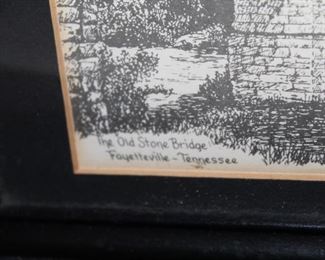 The Old Stone Bridge
Fayetteville - Tennessee